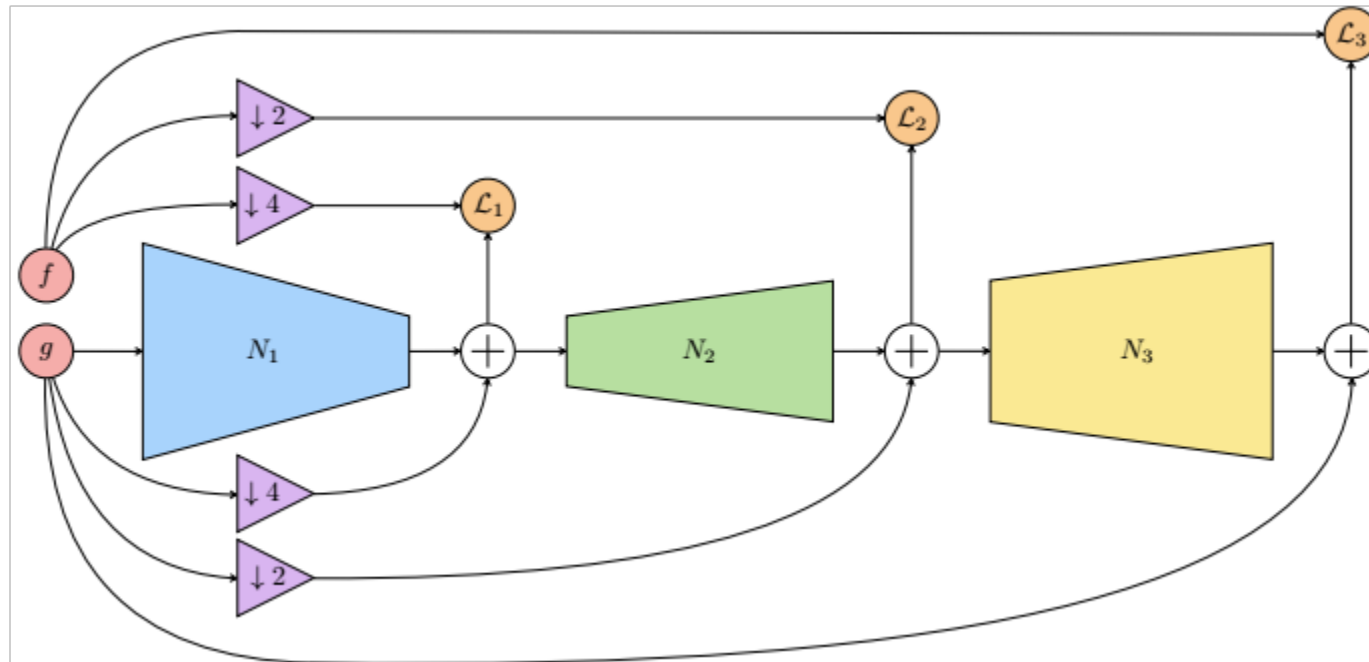 ℒ₃
↓ 2
ℒ₂
↓ 4
ℒ₁
f
g
N₁
+
N₂
+
N₃
+
↓ 4
↓ 2